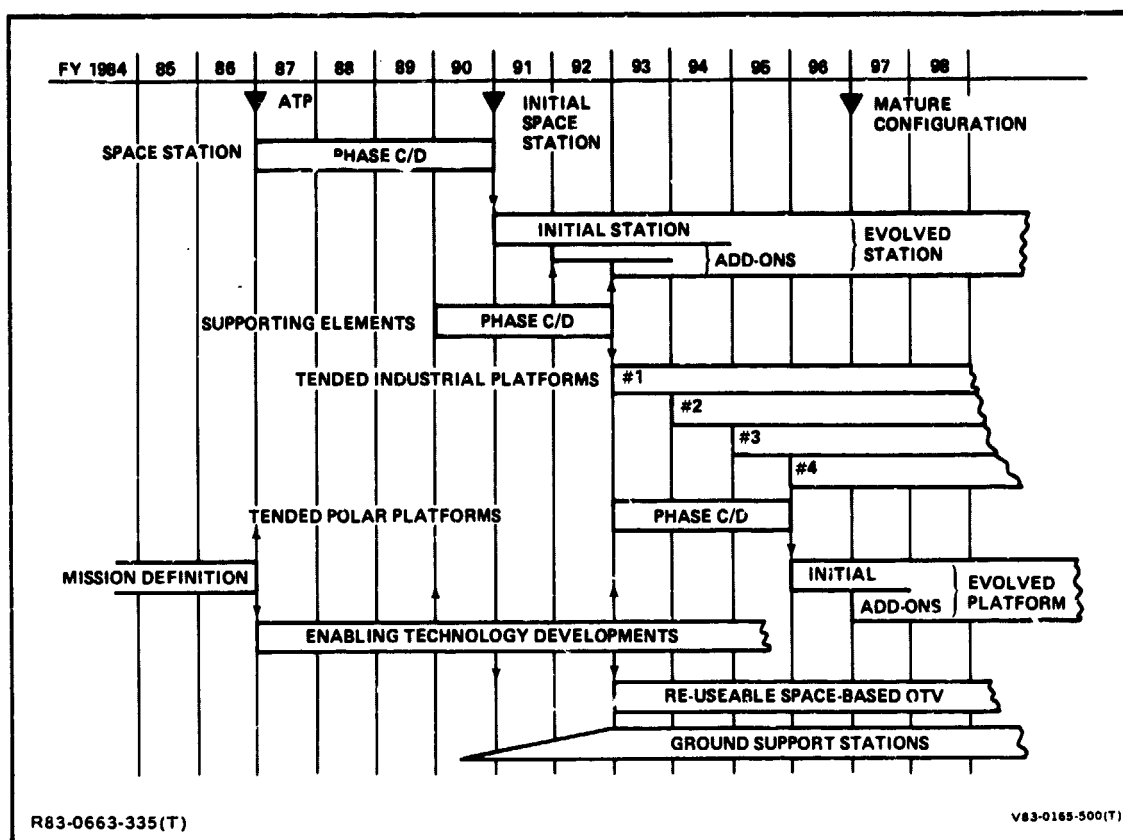 FY 1984 85 86 87 88 89 90 91 92 93 94 95 96 97 98
ATP
INITIAL
SPACE
STATION
MATURE
CONFIGURATION
SPACE STATION
PHASE C/D
INITIAL STATION
EVOLVED
STATION
ADD-ONS
SUPPORTING ELEMENTS
PHASE C/D
TENDED INDUSTRIAL PLATFORMS
#1
#2
#3
#4
TENDED POLAR PLATFORMS
PHASE C/D
MISSION DEFINITION
INITIAL
ADD-ONS
EVOLVED
PLATFORM
ENABLING TECHNOLOGY DEVELOPMENTS
RE-USEABLE SPACE-BASED OTV
GROUND SUPPORT STATIONS
R83-0663-335(T)
V83-0165-500(T)